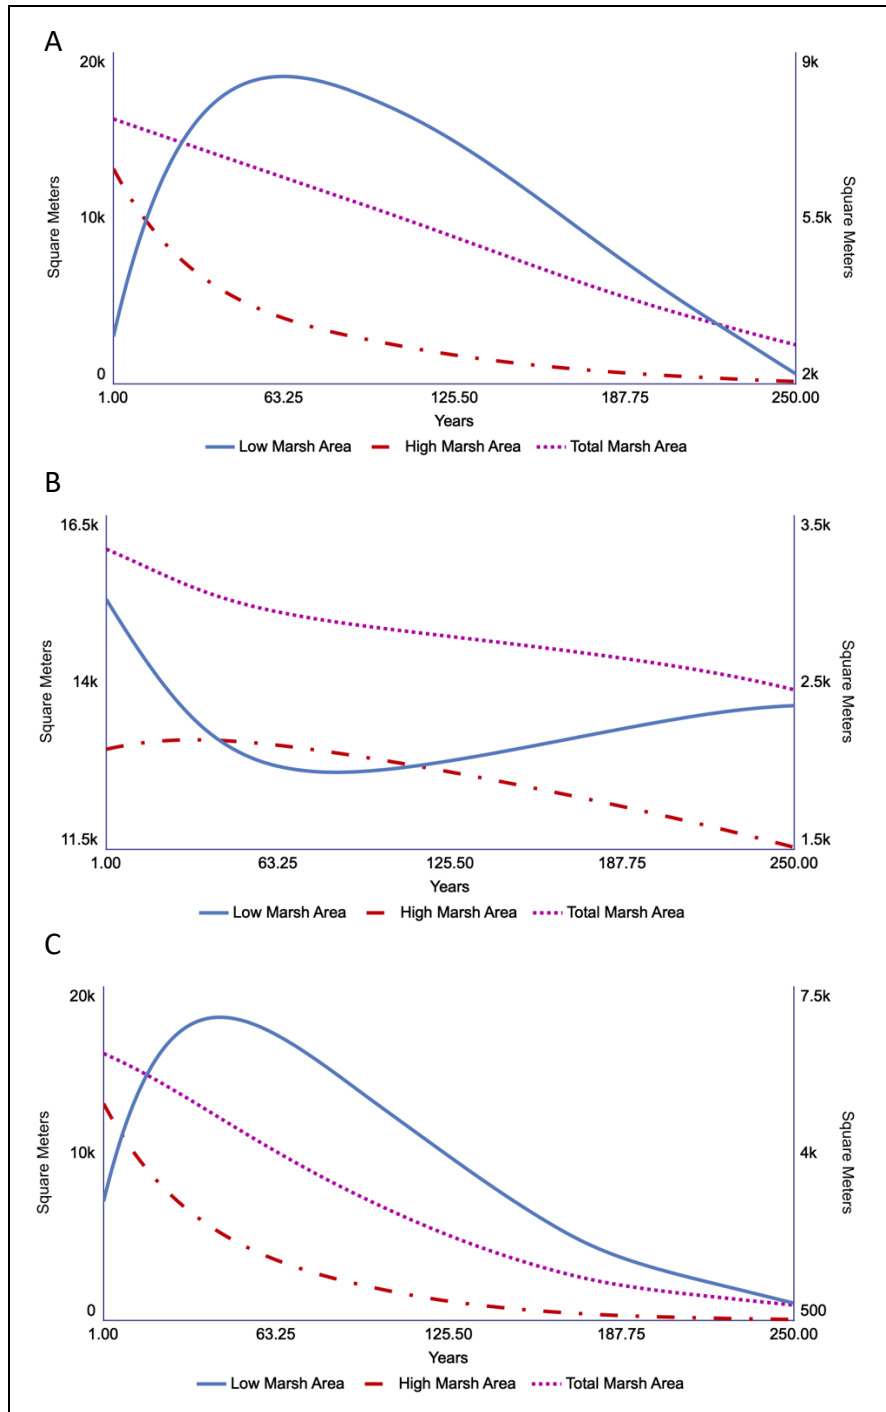 A
20k
9k
Square Meters
10k
5.5k
Square Meters
0
2k
1.00
63.25
125.50
187.75
250.00
Years
Low Marsh Area
High Marsh Area
Total Marsh Area
B
16.5k
3.5k
Square Meters
14k
2.5k
Square Meters
11.5k
1.5k
1.00
63.25
125.50
187.75
250.00
Years
Low Marsh Area
High Marsh Area
Total Marsh Area
C
20k
7.5k
Square Meters
10k
4k
Square Meters
0
500
1.00
63.25
125.50
187.75
250.00
Years
Low Marsh Area
High Marsh Area
Total Marsh Area